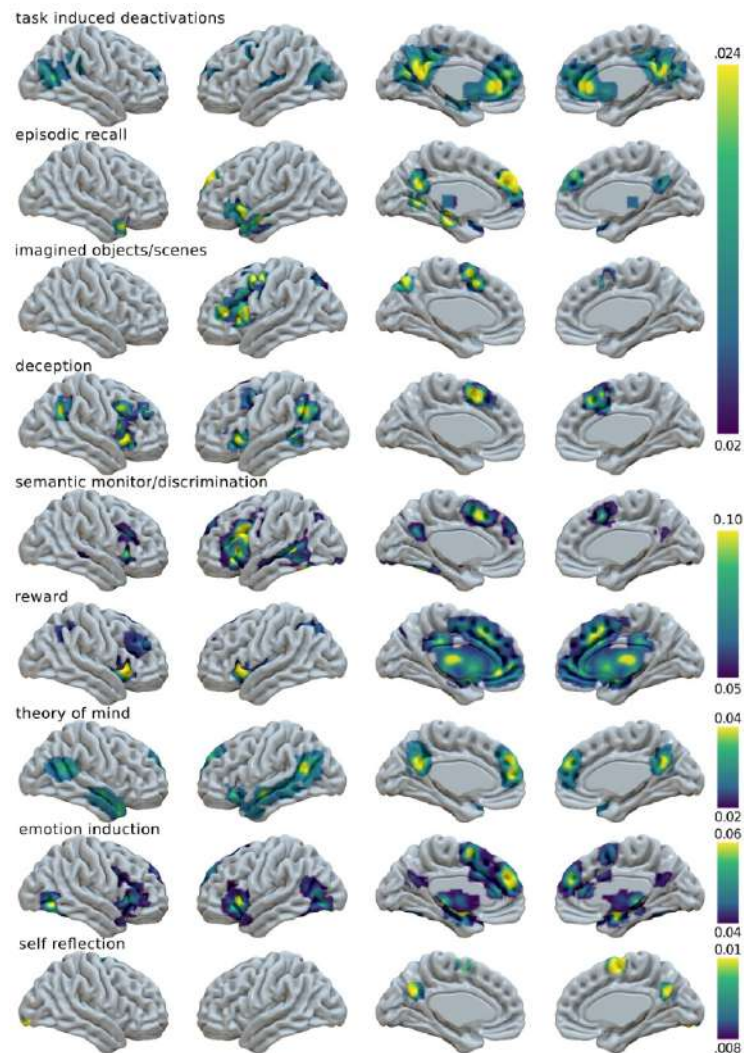 task induced deactivations
.024
episodic recall
imagined objects/scenes
deception
0.02
semantic monitor/discrimination
0.10
reward
0.05
theory of mind
0.04
0.02
emotion induction
0.06
0.04
self reflection
0.01
.008